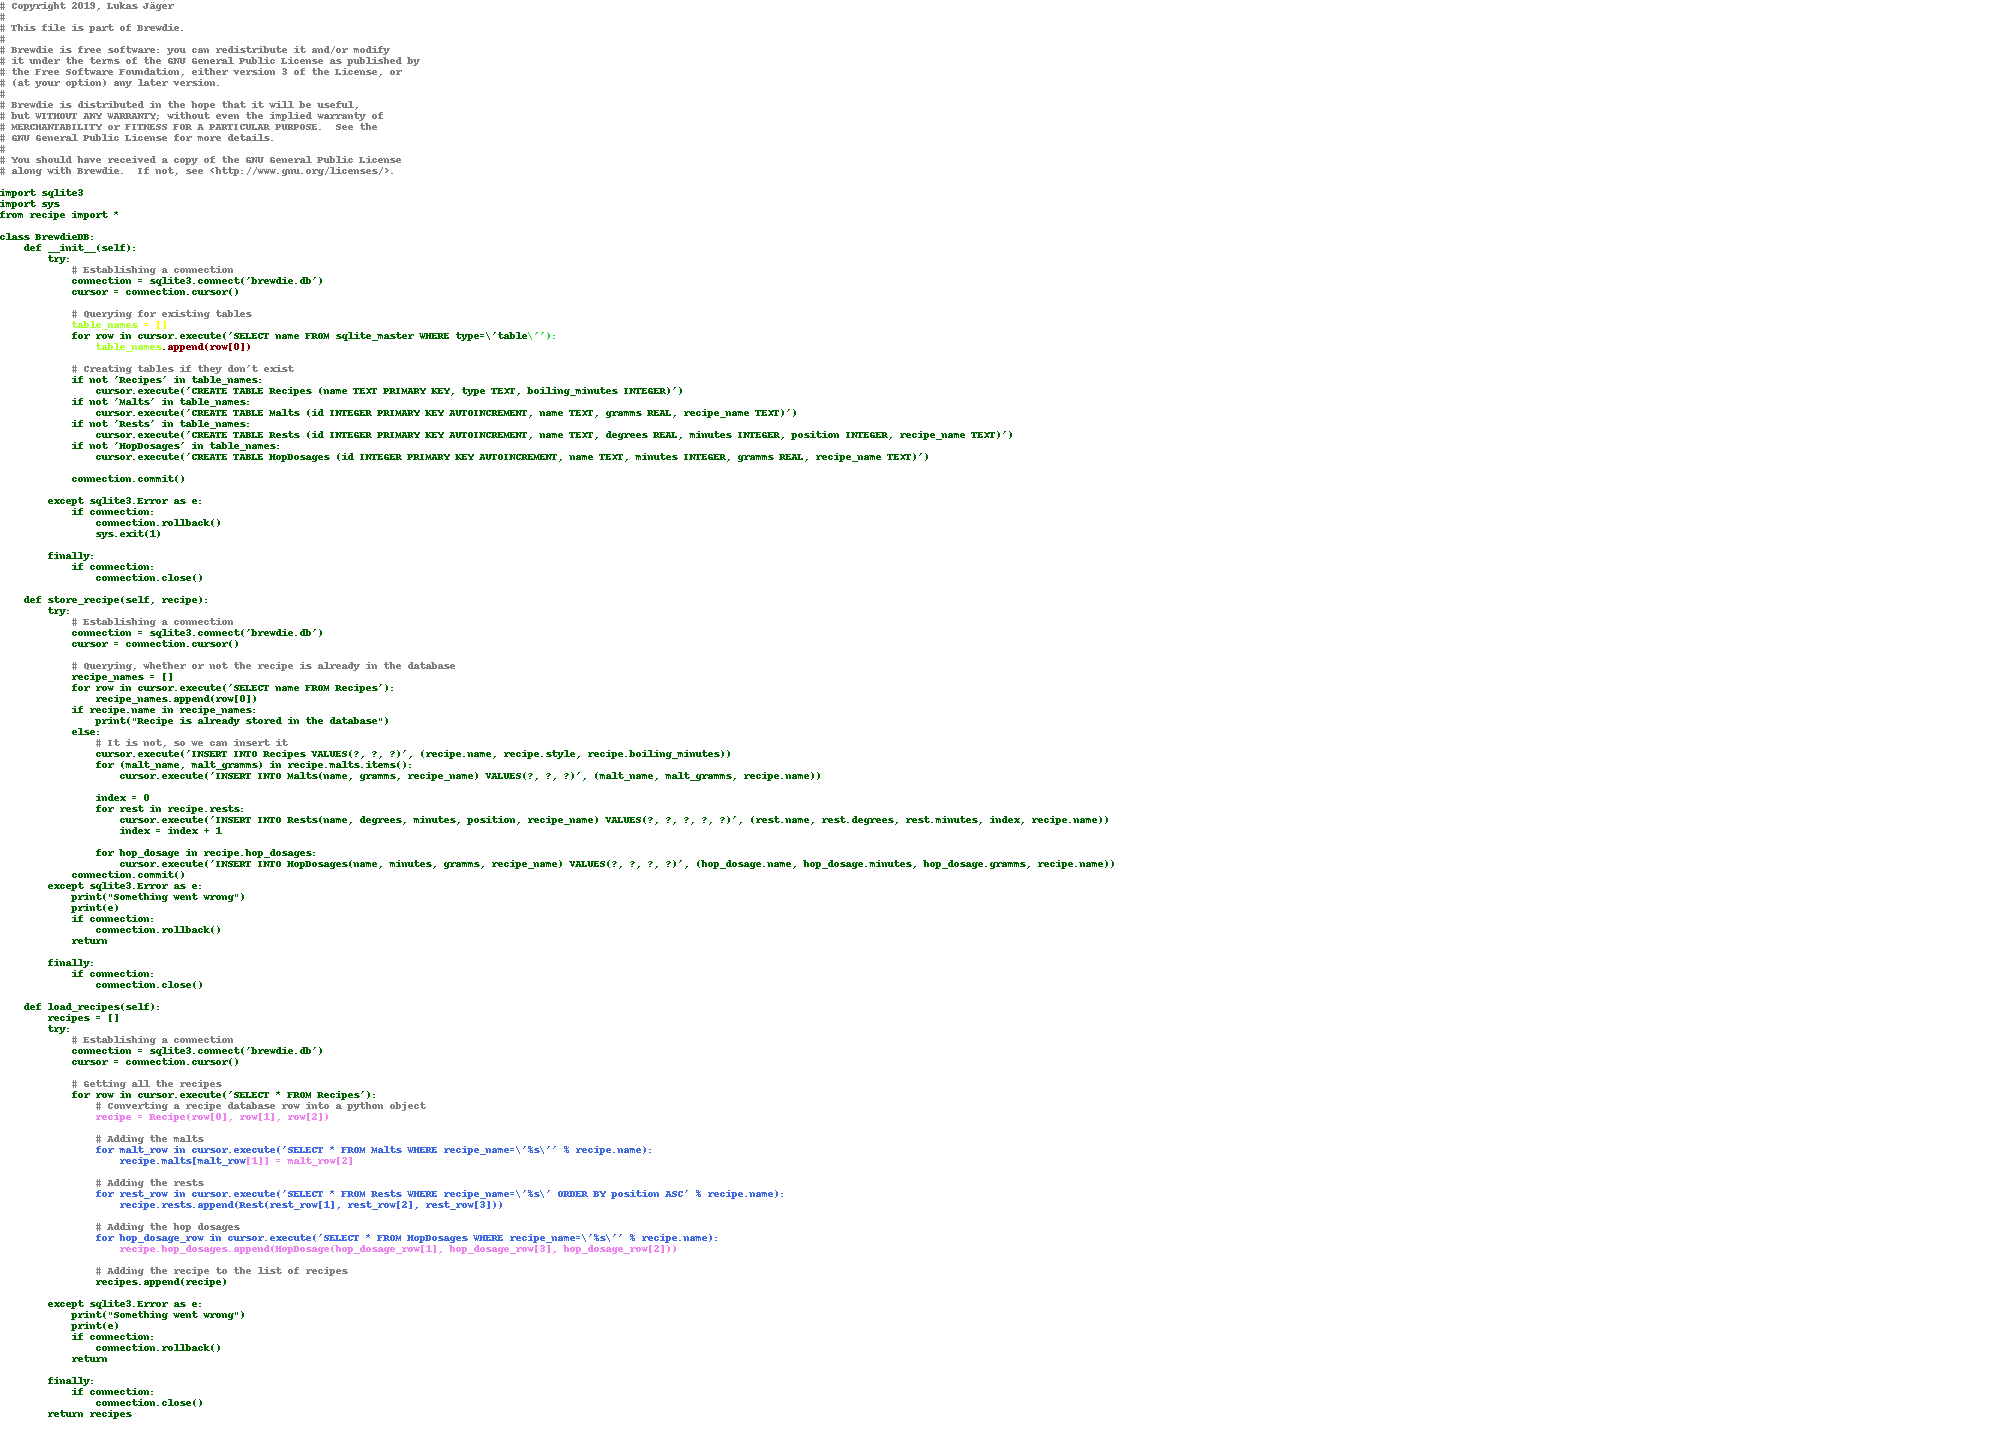 # Copyright 2019, Lukas Jäger
#
# This file is part of Brewdie.
#
# Brewdie is free software: you can redistribute it and/or modify
# it under the terms of the GNU General Public License as published by
# the Free Software Foundation, either version 3 of the License, or
# (at your option) any later version.
#
# Brewdie is distributed in the hope that it will be useful,
# but WITHOUT ANY WARRANTY; without even the implied warranty of
# MERCHANTABILITY or FITNESS FOR A PARTICULAR PURPOSE.  See the
# GNU General Public License for more details.
#
# You should have received a copy of the GNU General Public License
# along with Brewdie.  If not, see <http://www.gnu.org/licenses/>.

import sqlite3
import sys
from recipe import *

class BrewdieDB:
    def __init__(self):
        try:
            # Establishing a connection
            connection = sqlite3.connect('brewdie.db')
            cursor = connection.cursor()

            # Querying for existing tables
            table_names = []
            for row in cursor.execute('SELECT name FROM sqlite_master WHERE type=\'table\''):
                table_names.append(row[0])

            # Creating tables if they don't exist
            if not 'Recipes' in table_names:
                cursor.execute('CREATE TABLE Recipes (name TEXT PRIMARY KEY, type TEXT, boiling_minutes INTEGER)')
            if not 'Malts' in table_names:
                cursor.execute('CREATE TABLE Malts (id INTEGER PRIMARY KEY AUTOINCREMENT, name TEXT, gramms REAL, recipe_name TEXT)')
            if not 'Rests' in table_names:
                cursor.execute('CREATE TABLE Rests (id INTEGER PRIMARY KEY AUTOINCREMENT, name TEXT, degrees REAL, minutes INTEGER, position INTEGER, recipe_name TEXT)')
            if not 'HopDosages' in table_names:
                cursor.execute('CREATE TABLE HopDosages (id INTEGER PRIMARY KEY AUTOINCREMENT, name TEXT, minutes INTEGER, gramms REAL, recipe_name TEXT)')

            connection.commit()

        except sqlite3.Error as e:
            if connection:
                connection.rollback()
                sys.exit(1)

        finally:
            if connection:
                connection.close()

    def store_recipe(self, recipe):
        try:
            # Establishing a connection
            connection = sqlite3.connect('brewdie.db')
            cursor = connection.cursor()

            # Querying, whether or not the recipe is already in the database
            recipe_names = []
            for row in cursor.execute('SELECT name FROM Recipes'):
                recipe_names.append(row[0])
            if recipe.name in recipe_names:
                print("Recipe is already stored in the database")
            else:
                # It is not, so we can insert it
                cursor.execute('INSERT INTO Recipes VALUES(?, ?, ?)', (recipe.name, recipe.style, recipe.boiling_minutes))
                for (malt_name, malt_gramms) in recipe.malts.items():
                    cursor.execute('INSERT INTO Malts(name, gramms, recipe_name) VALUES(?, ?, ?)', (malt_name, malt_gramms, recipe.name))

                index = 0
                for rest in recipe.rests:
                    cursor.execute('INSERT INTO Rests(name, degrees, minutes, position, recipe_name) VALUES(?, ?, ?, ?, ?)', (rest.name, rest.degrees, rest.minutes, index, recipe.name))
                    index = index + 1

                for hop_dosage in recipe.hop_dosages:
                    cursor.execute('INSERT INTO HopDosages(name, minutes, gramms, recipe_name) VALUES(?, ?, ?, ?)', (hop_dosage.name, hop_dosage.minutes, hop_dosage.gramms, recipe.name))
            connection.commit()
        except sqlite3.Error as e:
            print("Something went wrong")
            print(e)
            if connection:
                connection.rollback()
            return

        finally:
            if connection:
                connection.close()

    def load_recipes(self):
        recipes = []
        try:
            # Establishing a connection
            connection = sqlite3.connect('brewdie.db')
            cursor = connection.cursor()

            # Getting all the recipes
            for row in cursor.execute('SELECT * FROM Recipes'):
                # Converting a recipe database row into a python object
                recipe = Recipe(row[0], row[1], row[2])

                # Adding the malts
                for malt_row in cursor.execute('SELECT * FROM Malts WHERE recipe_name=\'%s\'' % recipe.name):
                    recipe.malts[malt_row[1]] = malt_row[2]

                # Adding the rests
                for rest_row in cursor.execute('SELECT * FROM Rests WHERE recipe_name=\'%s\' ORDER BY position ASC' % recipe.name):
                    recipe.rests.append(Rest(rest_row[1], rest_row[2], rest_row[3]))

                # Adding the hop dosages
                for hop_dosage_row in cursor.execute('SELECT * FROM HopDosages WHERE recipe_name=\'%s\'' % recipe.name):
                    recipe.hop_dosages.append(HopDosage(hop_dosage_row[1], hop_dosage_row[3], hop_dosage_row[2]))

                # Adding the recipe to the list of recipes
                recipes.append(recipe)

        except sqlite3.Error as e:
            print("Something went wrong")
            print(e)
            if connection:
                connection.rollback()
            return

        finally:
            if connection:
                connection.close()
        return recipes